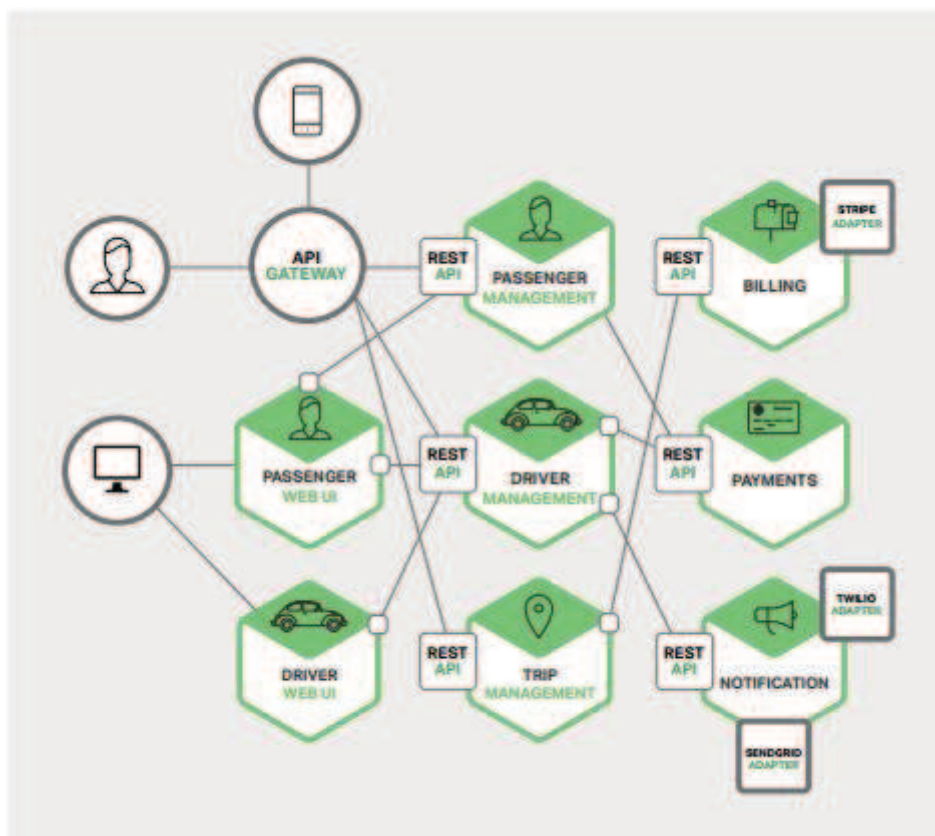 API
GATEWAY
REST
API
PASSENGER
MANAGEMENT
REST
API
BILLING
STRIPE
ADAPTER
PASSENGER
WEB UI
REST
API
DRIVER
MANAGEMENT
REST
API
PAYMENTS
DRIVER
WEB UI
REST
API
TRIP
MANAGEMENT
REST
API
NOTIFICATION
TWILIO
ADAPTER
SENDGRID
ADAPTER